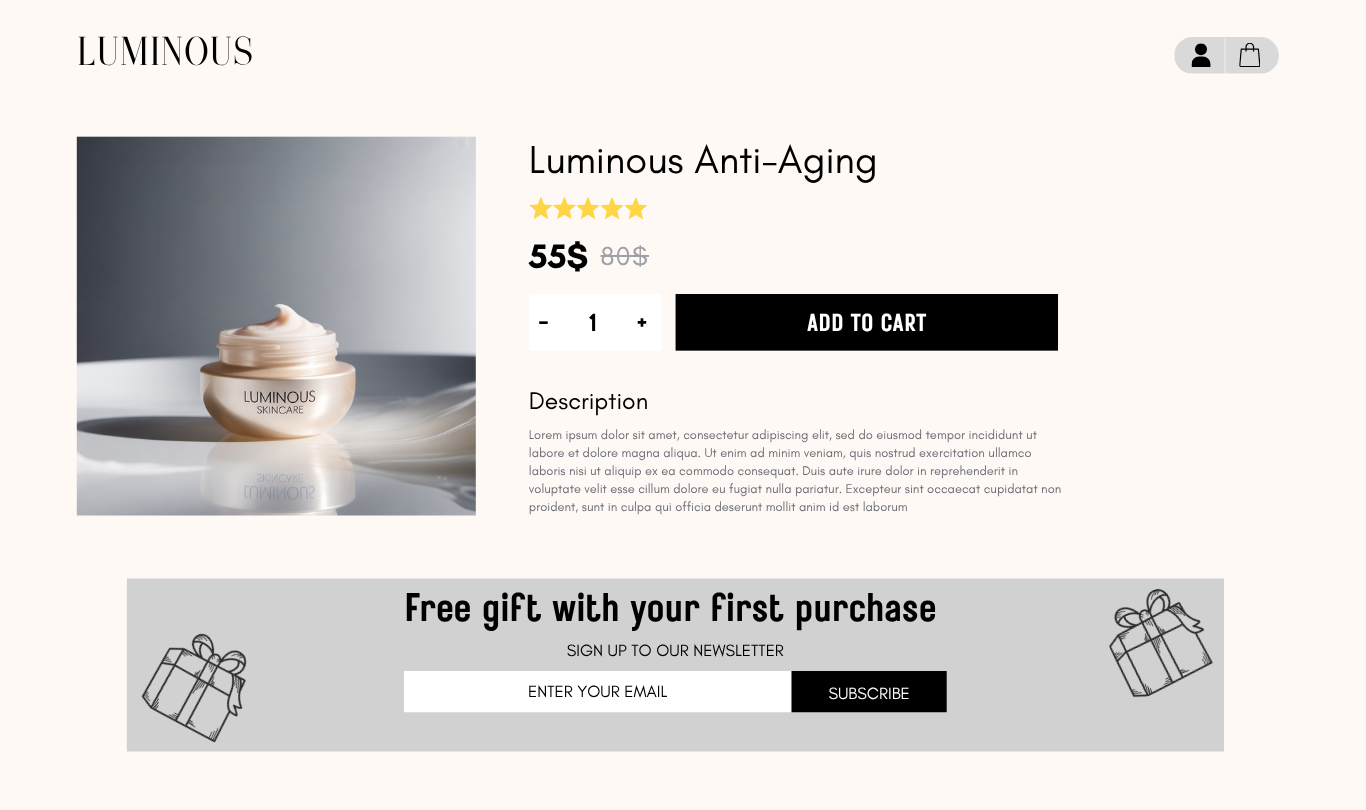 LUMINOUS
Luminous Anti-Aging
55$ 80$
- 1 +
ADD TO CART
LUMINOUS
SKINCARE
SKINCARE
LUMINOUS
Description
Lorem ipsum dolor sit amet, consectetur adipiscing elit, sed do eiusmod tempor incididunt ut
labore et dolore magna aliqua. Ut enim ad minim veniam, quis nostrud exercitation ullamco
laboris nisi ut aliquip ex ea commodo consequat. Duis aute irure dolor in reprehenderit in
voluptate velit esse cillum dolore eu fugiat nulla pariatur. Excepteur sint occaecat cupidatat non
proident, sunt in culpa qui officia deserunt mollit anim id est laborum
Free gift with your first purchase
SIGN UP TO OUR NEWSLETTER
ENTER YOUR EMAIL
SUBSCRIBE